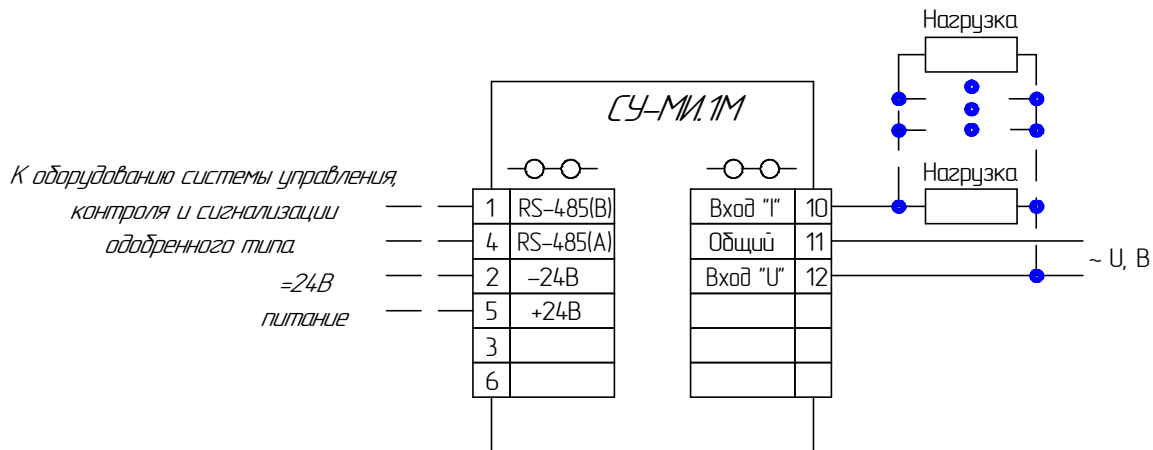 Нагрузка
СУ-МИ.1М
К оборудованию системы управления,
контроля и сигнализации
одобренного типа
=24В
питание
1 RS-485(В)
4 RS-485(А)
2 -24В
5 +24В
3
6
Вход "I" 10
Общий 11
Вход "U" 12
Нагрузка
~ U, В